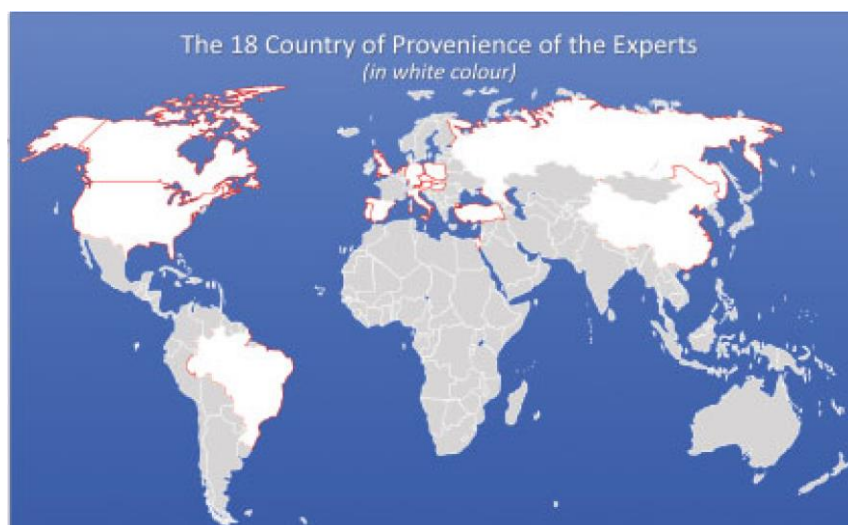 The 18 Country of Provenience of the Experts
(in white colour)